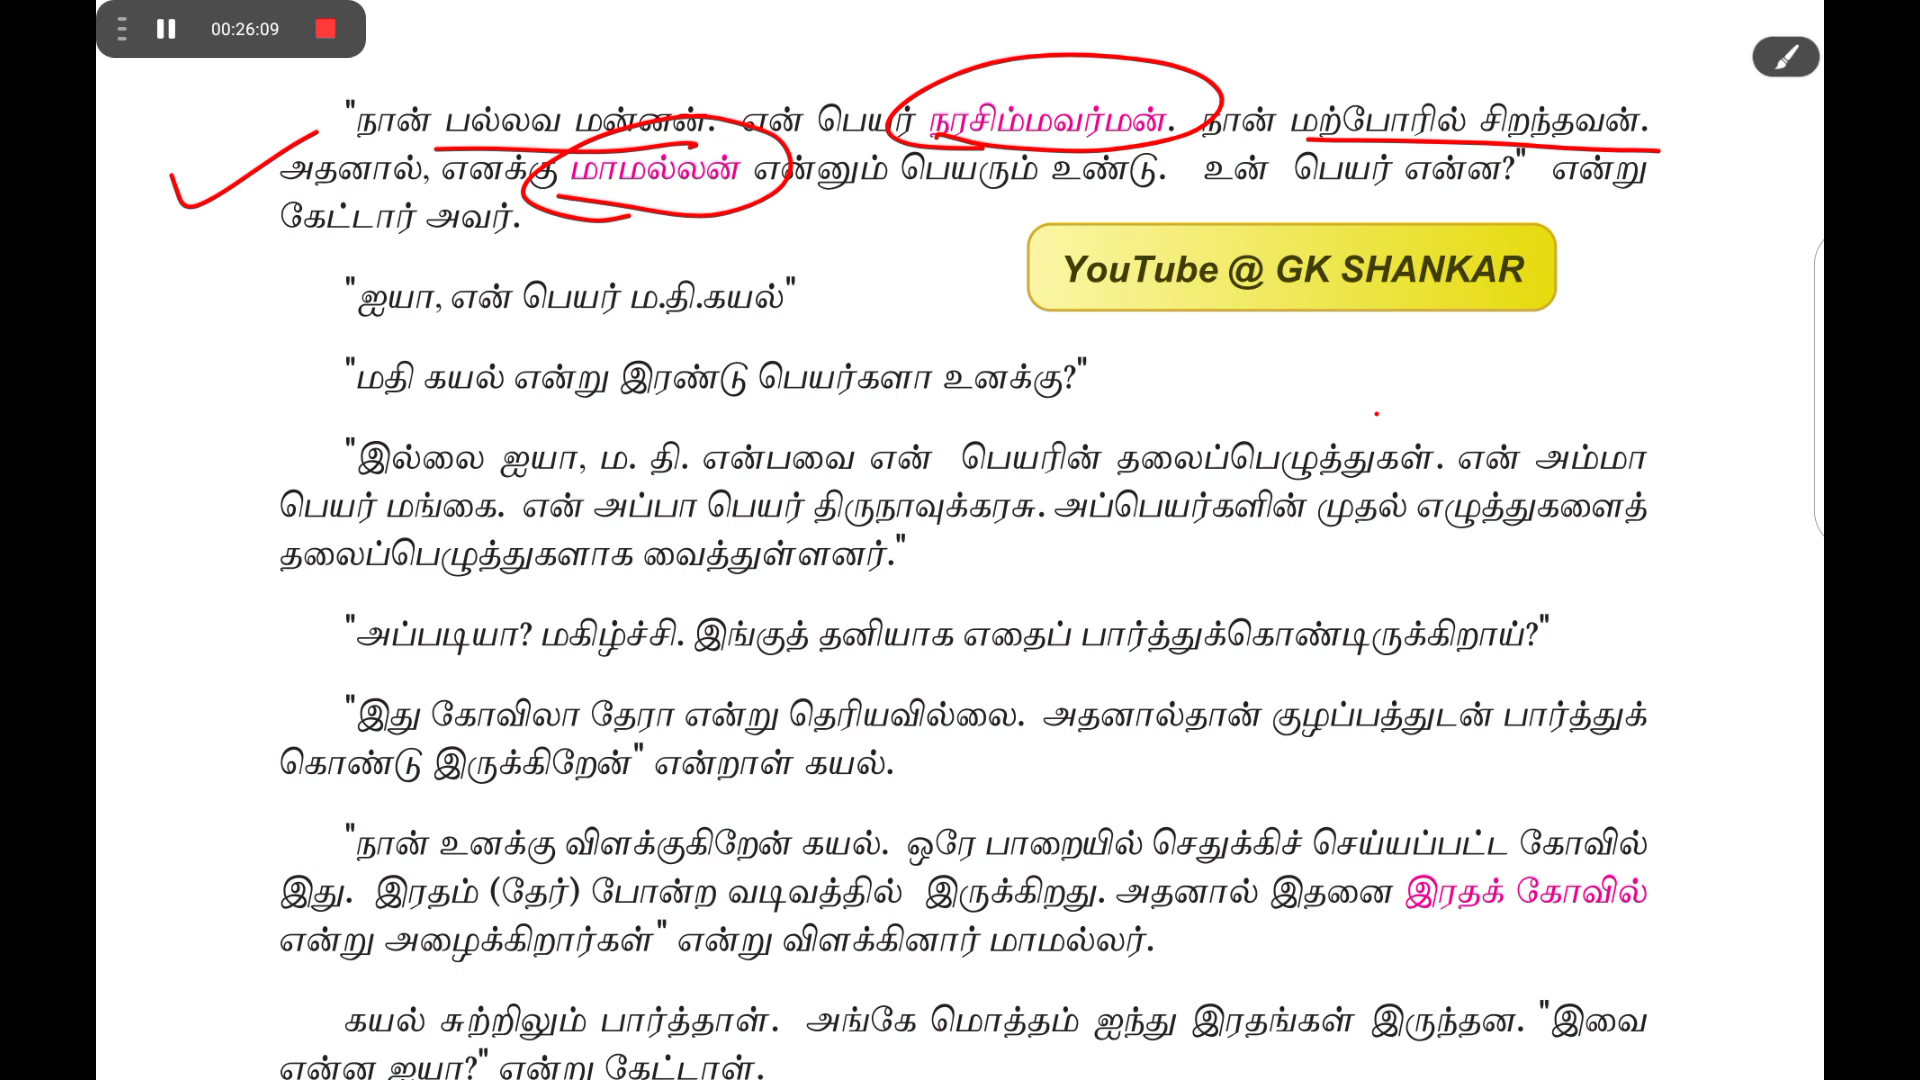 00:26:09
"நான் பல்லவ மன்னன். என் பெயர் நரசிம்மவர்மன். நான் மற்போரில் சிறந்தவன்.
அதனால், எனக்கு மாமல்லன் என்னும் பெயரும் உண்டு. உன் பெயர் என்ன?" என்று
கேட்டார் அவர்.
YouTube @ GK SHANKAR
"ஐயா, என் பெயர் ம.தி.கயல்"
"மதி கயல் என்று இரண்டு பெயர்களா உனக்கு?"
"இல்லை ஐயா, ம. தி. என்பவை என் பெயரின் தலைப்பெழுத்துகள். என் அம்மா
பெயர் மங்கை. என் அப்பா பெயர் திருநாவுக்கரசு. அப்பெயர்களின் முதல் எழுத்துகளைத்
தலைப்பெழுத்துகளாக வைத்துள்ளனர்."
"அப்படியா? மகிழ்ச்சி. இங்குத் தனியாக எதைப் பார்த்துக்கொண்டிருக்கிறாய்?"
"இது கோவிலா தேரா என்று தெரியவில்லை. அதனால்தான் குழப்பத்துடன் பார்த்துக்
கொண்டு இருக்கிறேன்" என்றாள் கயல்.
"நான் உனக்கு விளக்குகிறேன் கயல். ஒரே பாறையில் செதுக்கிச் செய்யப்பட்ட கோவில்
இது. இரதம் (தேர்) போன்ற வடிவத்தில் இருக்கிறது. அதனால் இதனை இரதக் கோவில்
என்று அழைக்கிறார்கள்" என்று விளக்கினார் மாமல்லர்.
கயல் சுற்றிலும் பார்த்தாள். அங்கே மொத்தம் ஐந்து இரதங்கள் இருந்தன. "இவை
என்ன ஐயா?" என்று கேட்டாள்.